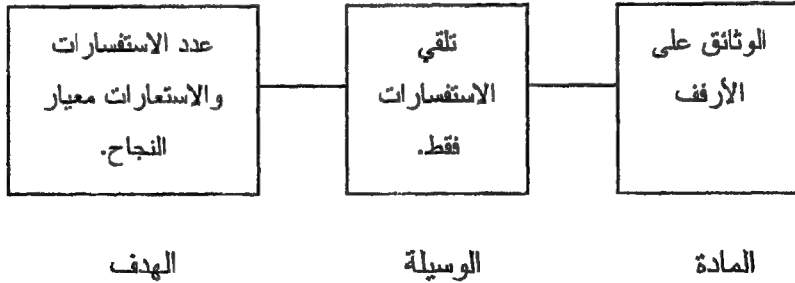 الوثائق على
الأرفف
تلقي
الاستفسارات
فقط.
عدد الاستفسارات
والاستعارات معيار
النجاح.
المادة
الوسيلة
الهدف